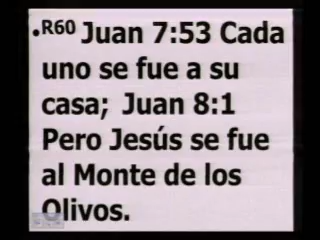 •R60 Juan 7:53 Cada
uno se fue a su
casa; Juan 8:1
Pero Jesús se fue
al Monte de los
Olivos.